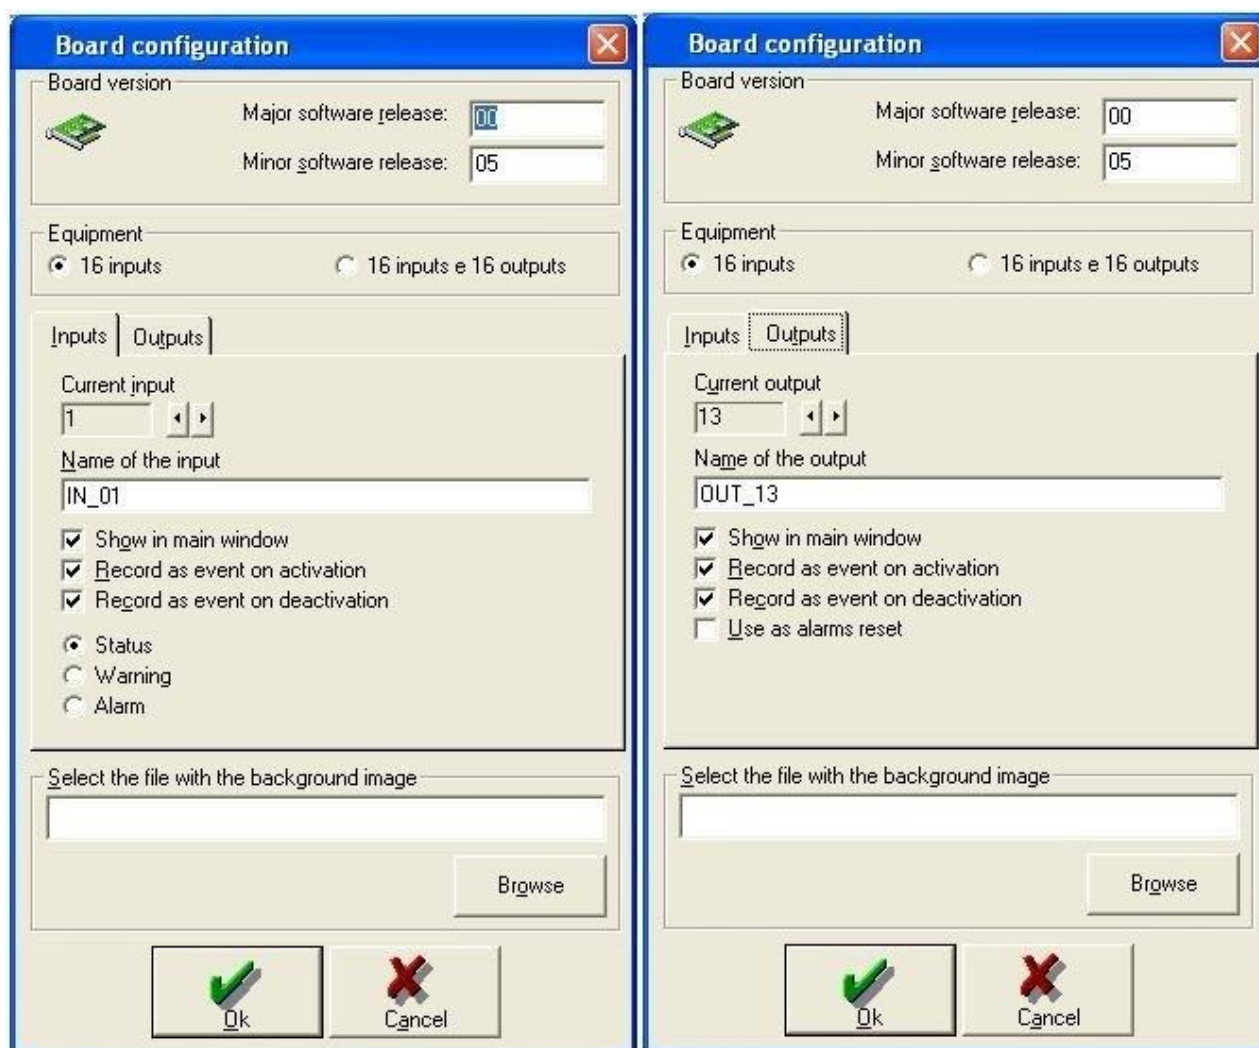 Board configuration
Board version
Major software release: 00
Minor software release: 05
Equipment
16 inputs 16 inputs e 16 outputs
Inputs Outputs
Current input
1
Name of the input
IN_01
Show in main window
Record as event on activation
Record as event on deactivation
Status
Warning
Alarm
Select the file with the background image
Browse
Ok Cancel
Board configuration
Board version
Major software release: 00
Minor software release: 05
Equipment
16 inputs 16 inputs e 16 outputs
Inputs Outputs
Current output
13
Name of the output
OUT_13
Show in main window
Record as event on activation
Record as event on deactivation
Use as alarms reset
Select the file with the background image
Browse
Ok Cancel